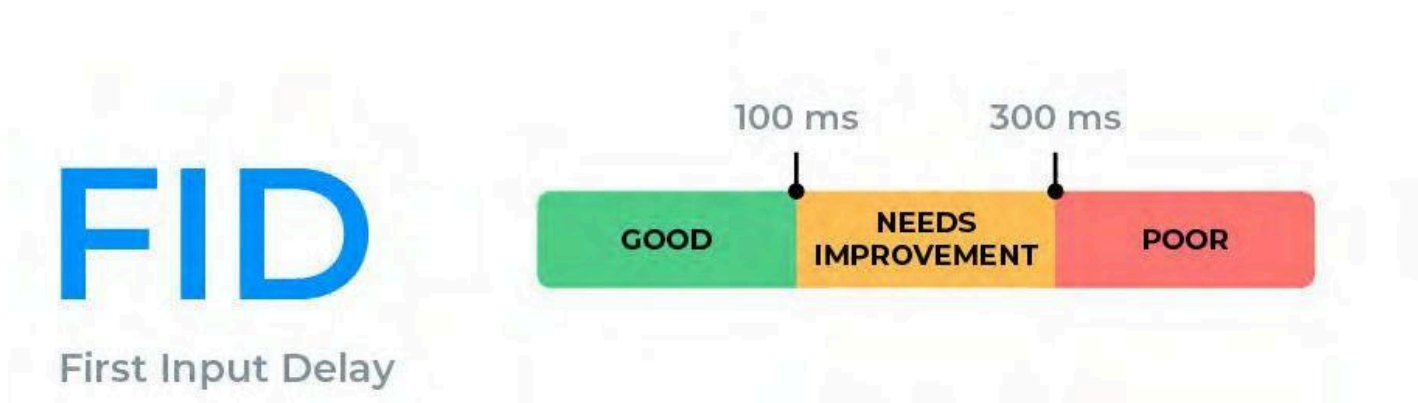 FID
First Input Delay
100 ms
300 ms
GOOD
NEEDS
IMPROVEMENT
POOR